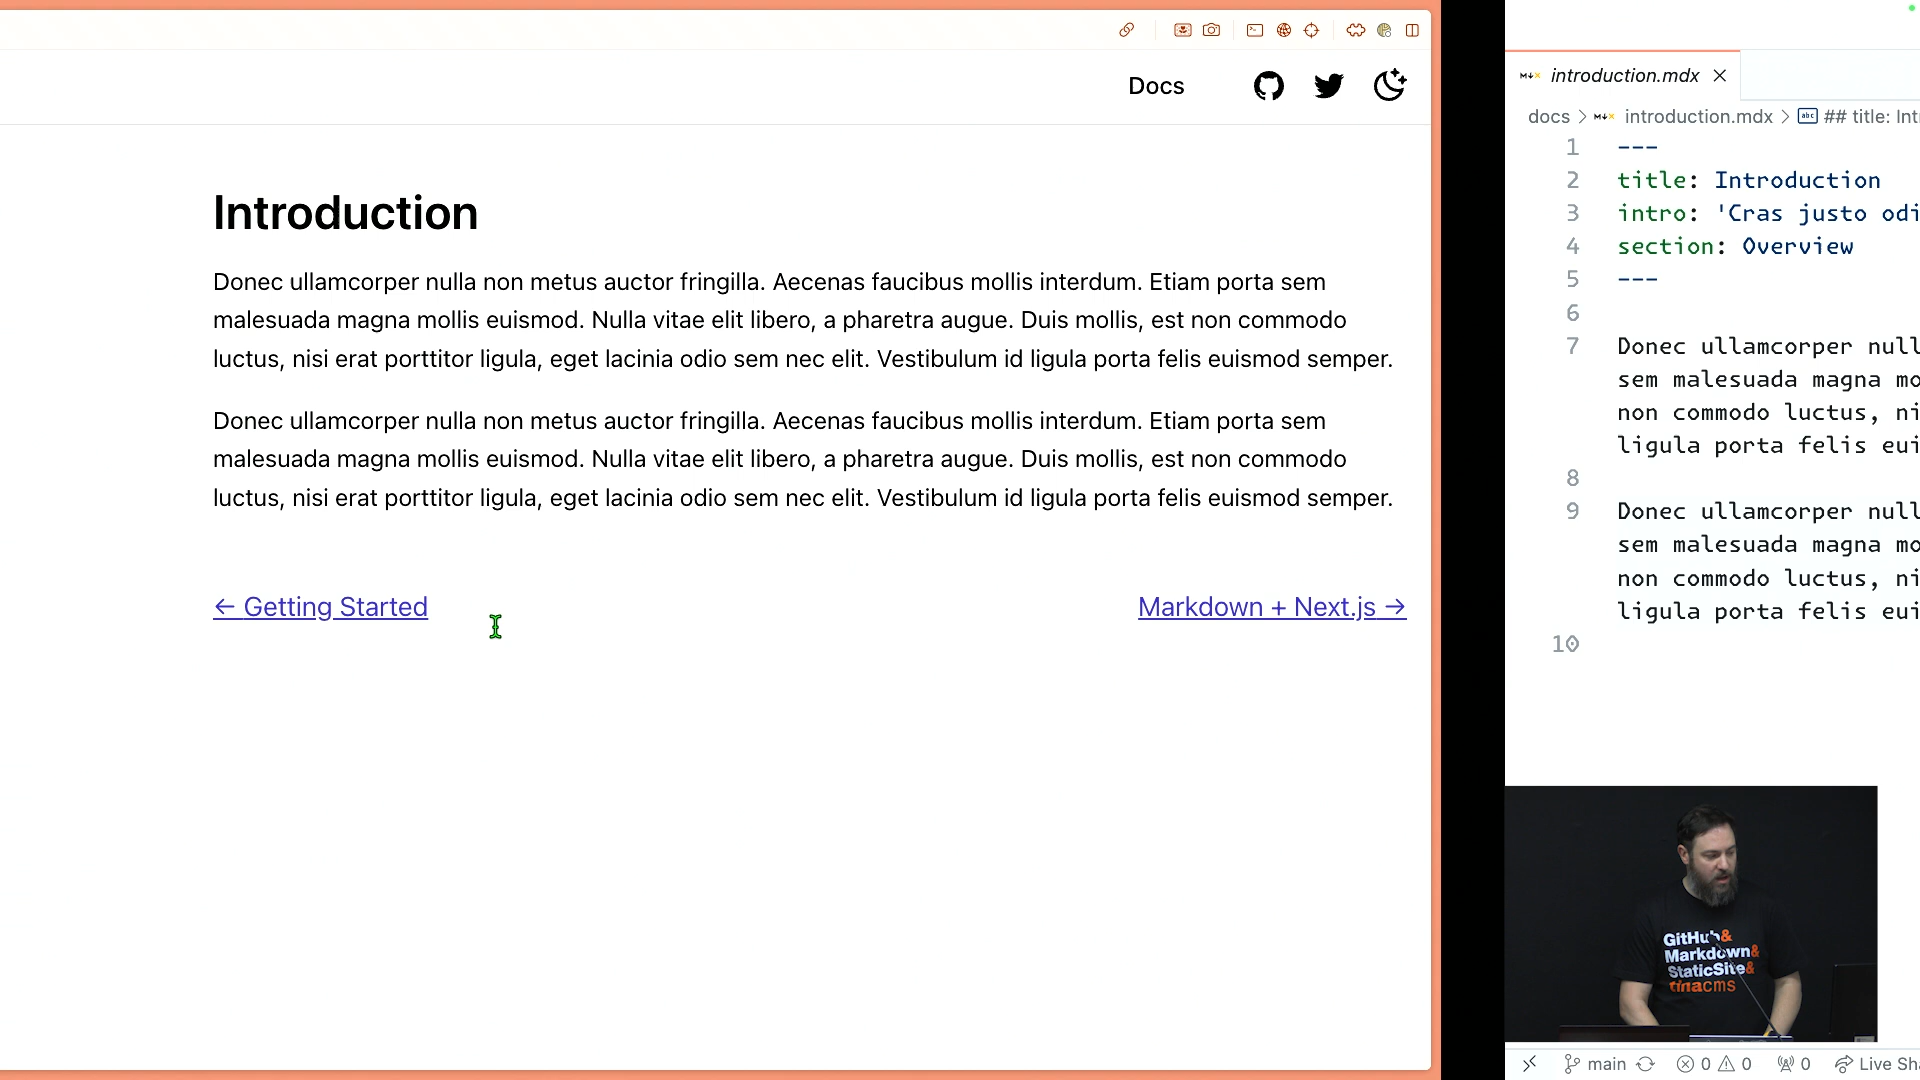 Docs
Introduction
Donec ullamcorper nulla non metus auctor fringilla. Aecenas faucibus mollis interdum. Etiam porta sem
malesuada magna mollis euismod. Nulla vitae elit libero, a pharetra augue. Duis mollis, est non commodo
luctus, nisi erat porttitor ligula, eget lacinia odio sem nec elit. Vestibulum id ligula porta felis euismod semper.
Donec ullamcorper nulla non metus auctor fringilla. Aecenas faucibus mollis interdum. Etiam porta sem
malesuada magna mollis euismod. Nulla vitae elit libero, a pharetra augue. Duis mollis, est non commodo
luctus, nisi erat porttitor ligula, eget lacinia odio sem nec elit. Vestibulum id ligula porta felis euismod semper.
← Getting Started
Markdown + Next.js →
introduction.mdx
docs > introduction.mdx > abc ## title: Int
1 ---
2 title: Introduction
3 intro: 'Cras justo odi
4 section: Overview
5 ---
6
7 Donec ullamcorper null
sem malesuada magna mo
non commodo luctus, ni
ligula porta felis eui
8
9 Donec ullamcorper null
sem malesuada magna mo
non commodo luctus, ni
ligula porta felis eui
10
GitHub&
Markdown&
StaticSite&
tinacms
main 0 0 0 Live Sha